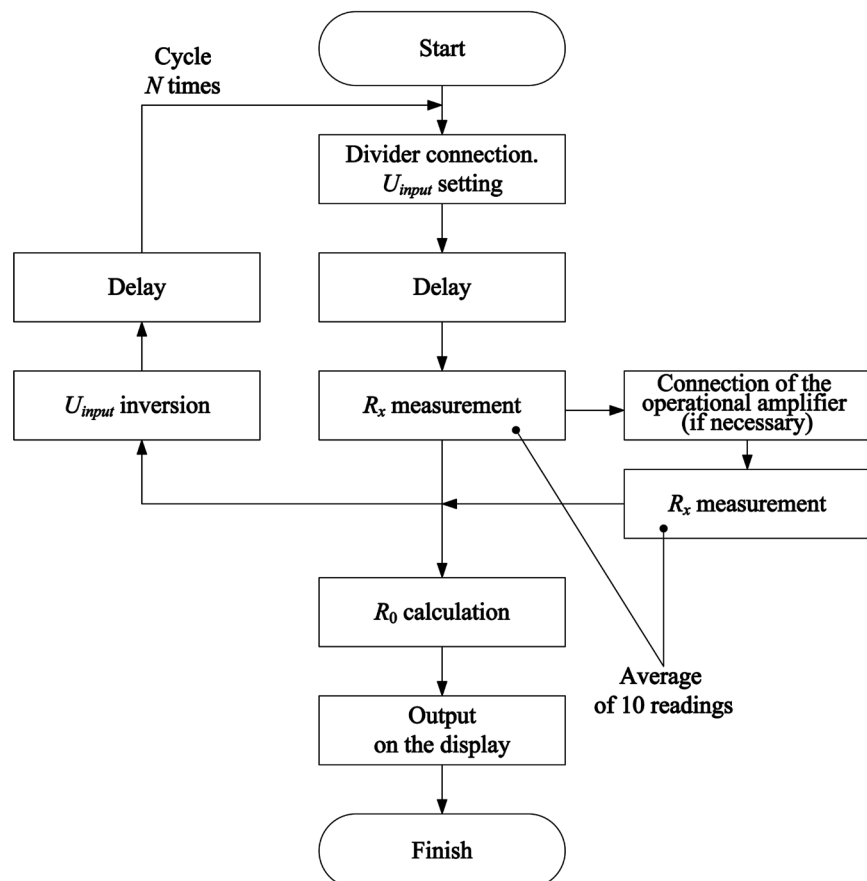 Start
Cycle
N times
Divider connection.
U_input setting
Delay
Delay
U_input inversion
R_x measurement
Connection of the
operational amplifier
(if necessary)
R_x measurement
R_0 calculation
Average
of 10 readings
Output
on the display
Finish